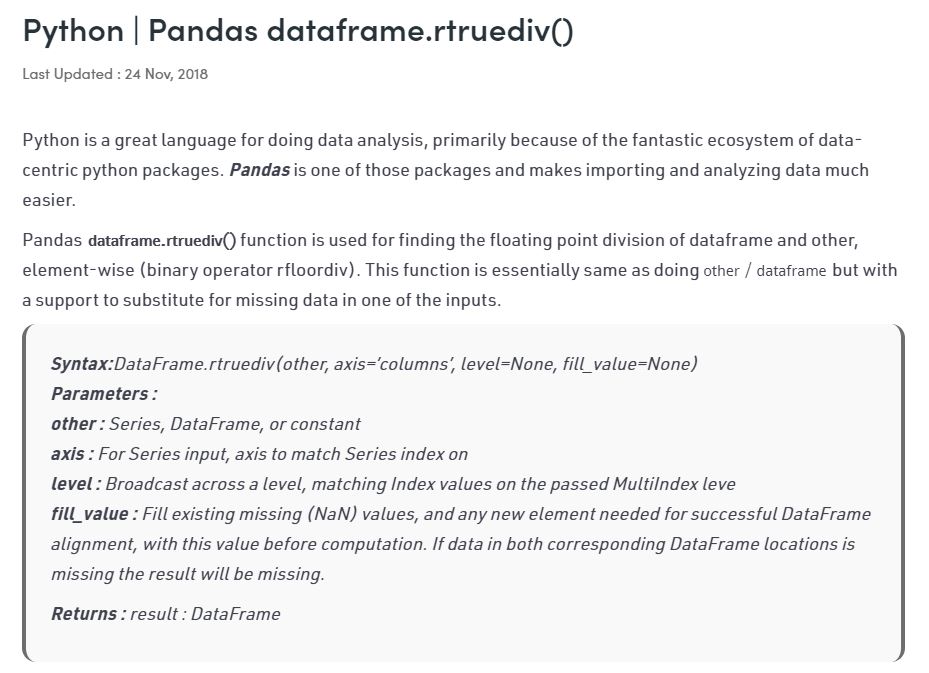 Python | Pandas dataframe.rtruediv()
Last Updated : 24 Nov, 2018
Python is a great language for doing data analysis, primarily because of the fantastic ecosystem of data-
centric python packages. Pandas is one of those packages and makes importing and analyzing data much
easier.
Pandas dataframe.rtruediv() function is used for finding the floating point division of dataframe and other,
element-wise (binary operator rfloordiv). This function is essentially same as doing other / dataframe but with
a support to substitute for missing data in one of the inputs.
Syntax:DataFrame.rtruediv(other, axis=’columns’, level=None, fill_value=None)
Parameters :
other : Series, DataFrame, or constant
axis : For Series input, axis to match Series index on
level : Broadcast across a level, matching Index values on the passed MultiIndex leve
fill_value : Fill existing missing (NaN) values, and any new element needed for successful DataFrame
alignment, with this value before computation. If data in both corresponding DataFrame locations is
missing the result will be missing.
Returns : result : DataFrame